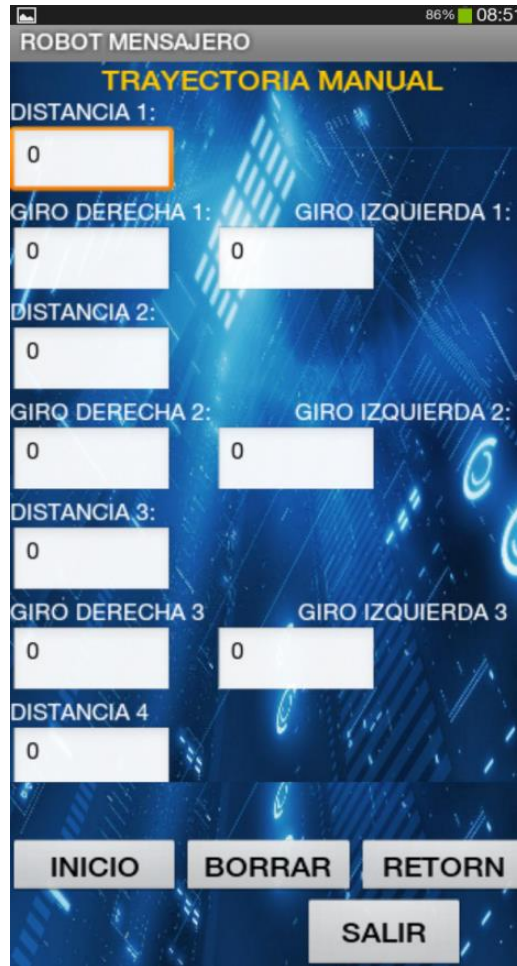 86% 08:51
ROBOT MENSAJERO
TRAYECTORIA MANUAL
DISTANCIA 1:
0
GIRO DERECHA 1: GIRO IZQUIERDA 1:
0 0
DISTANCIA 2:
0
GIRO DERECHA 2: GIRO IZQUIERDA 2:
0 0
DISTANCIA 3:
0
GIRO DERECHA 3 GIRO IZQUIERDA 3
0 0
DISTANCIA 4
0
INICIO BORRAR RETORN
SALIR